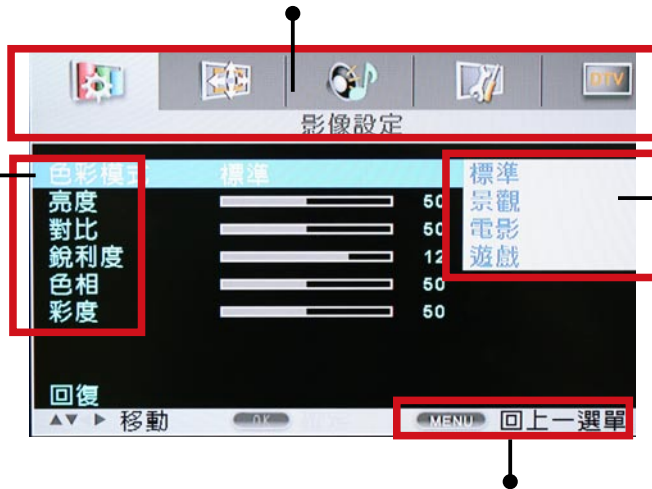 DTV
影像設定
色彩模式 標準 標準
亮度 50 景觀
對比 50 電影
銳利度 12 遊戲
色相 50
彩度 50
回復
▲▼ ▶ 移動 OK MENU 回上一選單